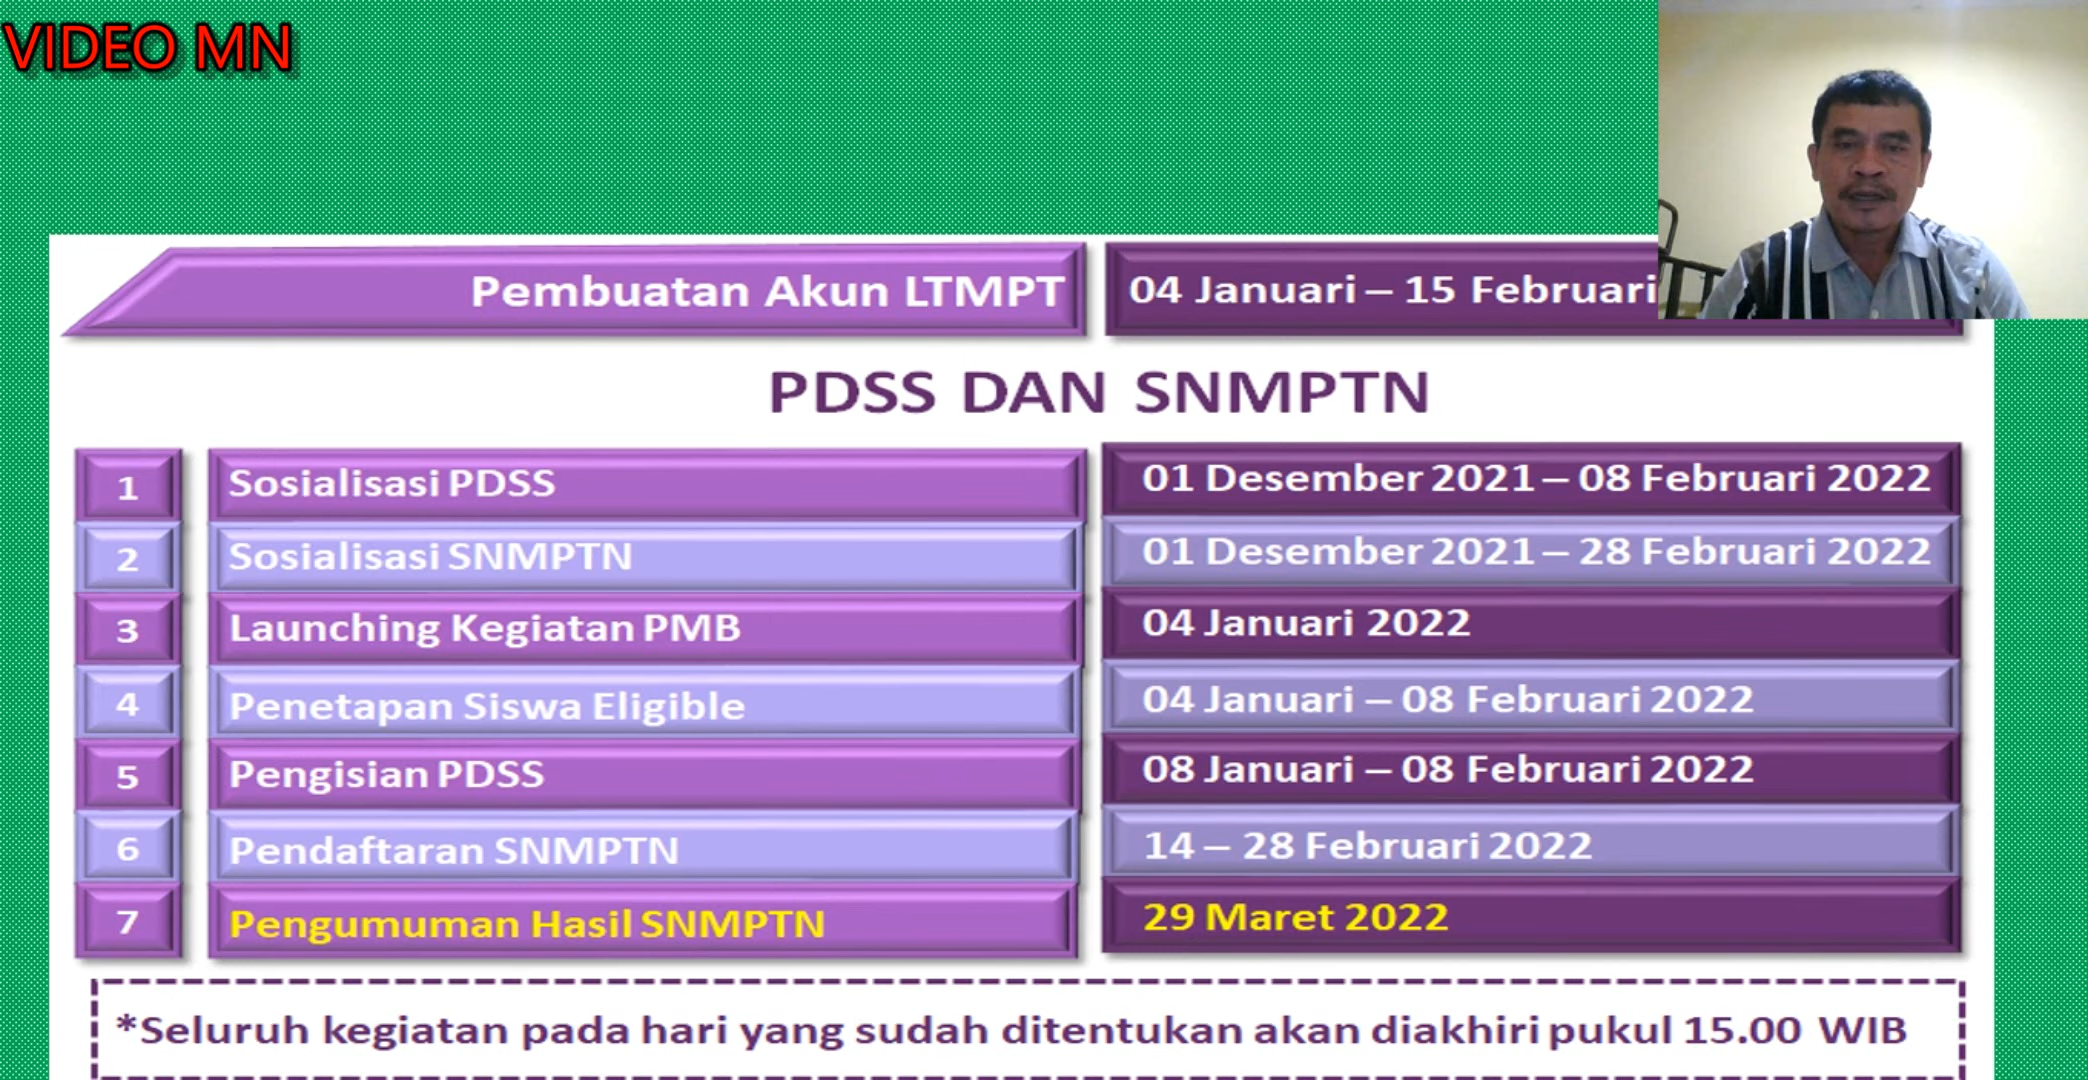 VIDEO MN
Pembuatan Akun LTMPT 04 Januari – 15 Februari
PDSS DAN SNMPTN
1 Sosialisasi PDSS 01 Desember 2021 – 08 Februari 2022
2 Sosialisasi SNMPTN 01 Desember 2021 – 28 Februari 2022
3 Launching Kegiatan PMB 04 Januari 2022
4 Penetapan Siswa Eligible 04 Januari – 08 Februari 2022
5 Pengisian PDSS 08 Januari – 08 Februari 2022
6 Pendaftaran SNMPTN 14 – 28 Februari 2022
7 Pengumuman Hasil SNMPTN 29 Maret 2022
*Seluruh kegiatan pada hari yang sudah ditentukan akan diakhiri pukul 15.00 WIB